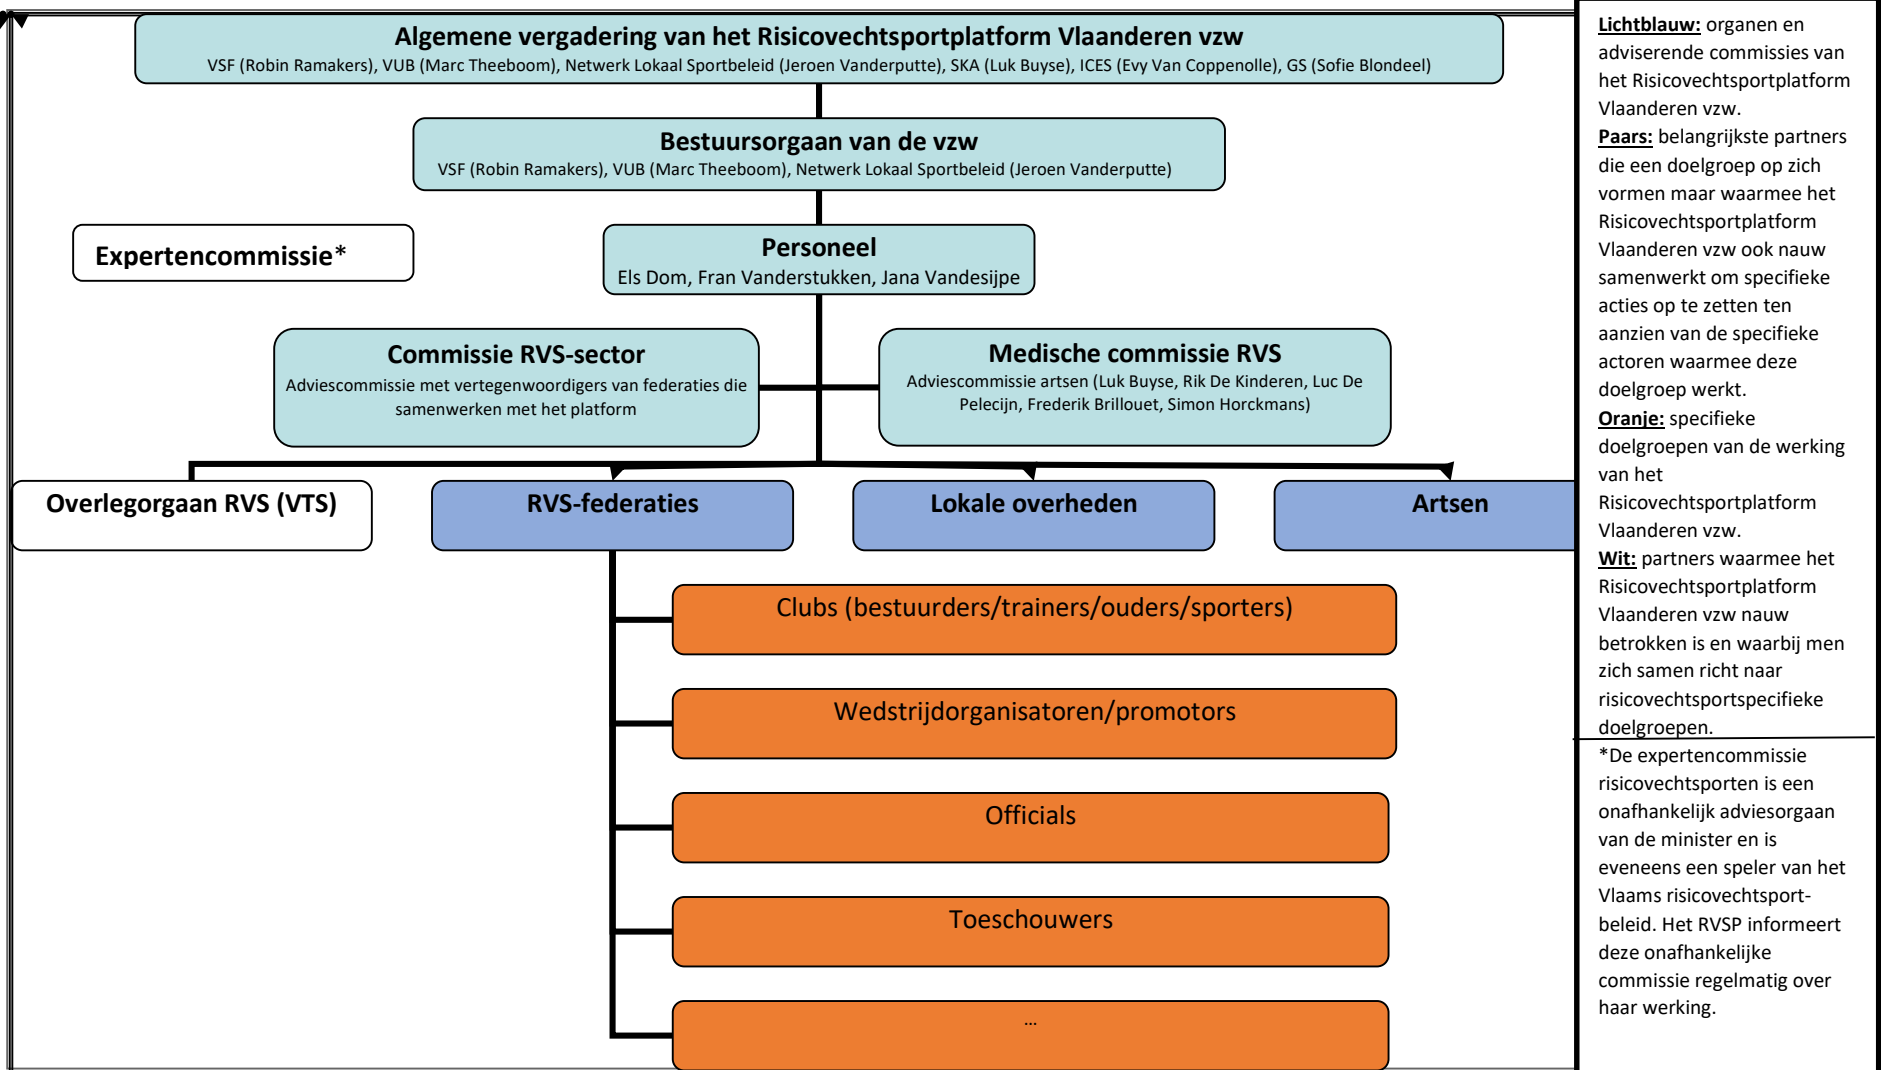 Algemene vergadering van het Risicovechtsportplatform Vlaanderen vzw
VSF (Robin Ramakers), VUB (Marc Theeboom), Netwerk Lokaal Sportbeleid (Jeroen Vanderputte), SKA (Luk Buyse), ICES (Evy Van Coppenolle), GS (Sofie Blondeel)
Bestuursorgaan van de vzw
VSF (Robin Ramakers), VUB (Marc Theeboom), Netwerk Lokaal Sportbeleid (Jeroen Vanderputte)
Expertencommissie*
Personeel
Els Dom, Fran Vanderstukken, Jana Vandesijpe
Commissie RVS-sector
Adviescommissie met vertegenwoordigers van federaties die
samenwerken met het platform
Medische commissie RVS
Adviescommissie artsen (Luk Buyse, Rik De Kinderen, Luc De
Pelecijn, Frederik Brillouet, Simon Horckmans)
Overlegorgaan RVS (VTS)
RVS-federaties
Lokale overheden
Artsen
Clubs (bestuurders/trainers/ouders/sporters)
Wedstrijdorganisatoren/promotors
Officials
Toeschouwers
...
Lichtblauw: organen en
adviserende commissies van
het Risicovechtsportplatform
Vlaanderen vzw.
Paars: belangrijkste partners
die een doelgroep op zich
vormen maar waarmee het
Risicovechtsportplatform
Vlaanderen vzw ook nauw
samenwerkt om specifieke
acties op te zetten ten
aanzien van de specifieke
actoren waarmee deze
doelgroep werkt.
Oranje: specifieke
doelgroepen van de werking
van het
Risicovechtsportplatform
Vlaanderen vzw.
Wit: partners waarmee het
Risicovechtsportplatform
Vlaanderen vzw nauw
betrokken is en waarbij men
zich samen richt naar
risicovechtsportspecifieke
doelgroepen.
*De expertencommissie
risicovechtsporten is een
onafhankelijk adviesorgaan
van de minister en is
eveneens een speler van het
Vlaams risicovechtsport-
beleid. Het RVSP informeert
deze onafhankelijke
commissie regelmatig over
haar werking.